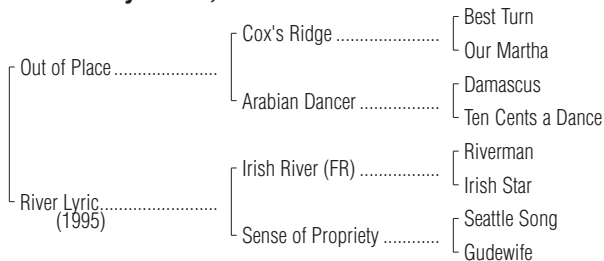 Best Turn
Cox's Ridge ....................
Our Martha
Out of Place ....................
Damascus
Arabian Dancer ................
Ten Cents a Dance
Riverman
Irish River (FR) ................
Irish Star
River Lyric.......................
(1995)
Seattle Song
Sense of Propriety ............
Gudewife